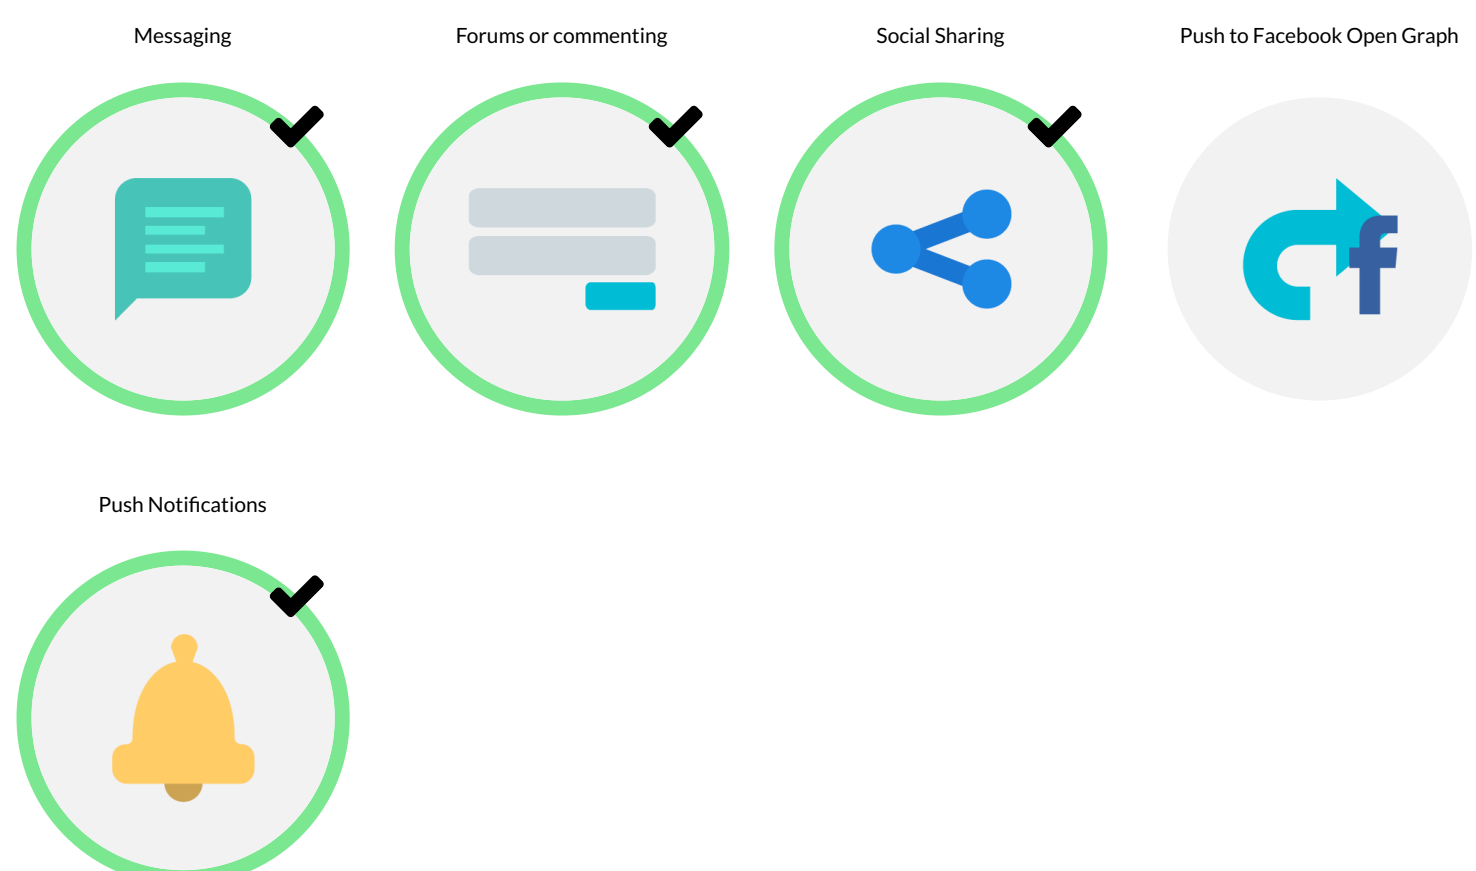 Messaging
Forums or commenting
Social Sharing
Push to Facebook Open Graph
Push Notifications